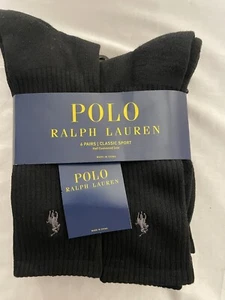 POLO
RALPH LAUREN
6 PAIRS | CLASSIC SPORT
POLO
RALPH LAUREN